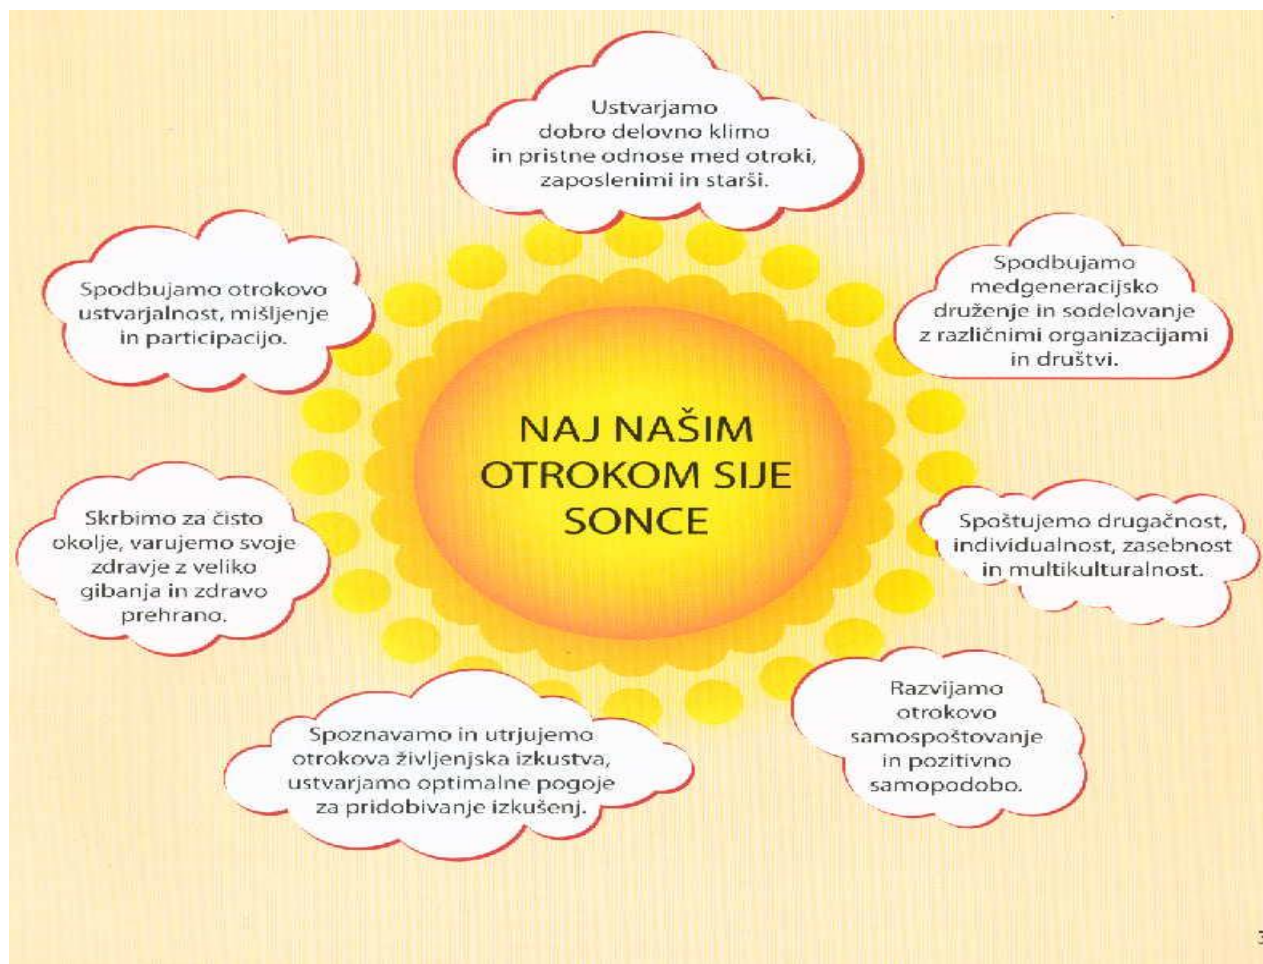 Ustvarjamo
dobro delovno klimo
in pristne odnose med otroki,
zaposlenimi in starši.
Spodbujamo otrokovo
ustvarjalnost, mišljenje
in participacijo.
Spodbujamo
medgeneracijsko
druženje in sodelovanje
z različnimi organizacijami
in društvi.
NAJ NAŠIM
OTROKOM SIJE
SONCE
Skrbimo za čisto
okolje, varujemo svoje
zdravje z veliko
gibanja in zdravo
prehrano.
Spoštujemo drugačnost,
individualnost, zasebnost
in multikulturalnost.
Spoznavamo in utrjujemo
otrokova življenjska izkustva,
ustvarjamo optimalne pogoje
za pridobivanje izkušenj.
Razvijamo
otrokovo
samospoštovanje
in pozitivno
samopodobo.
3